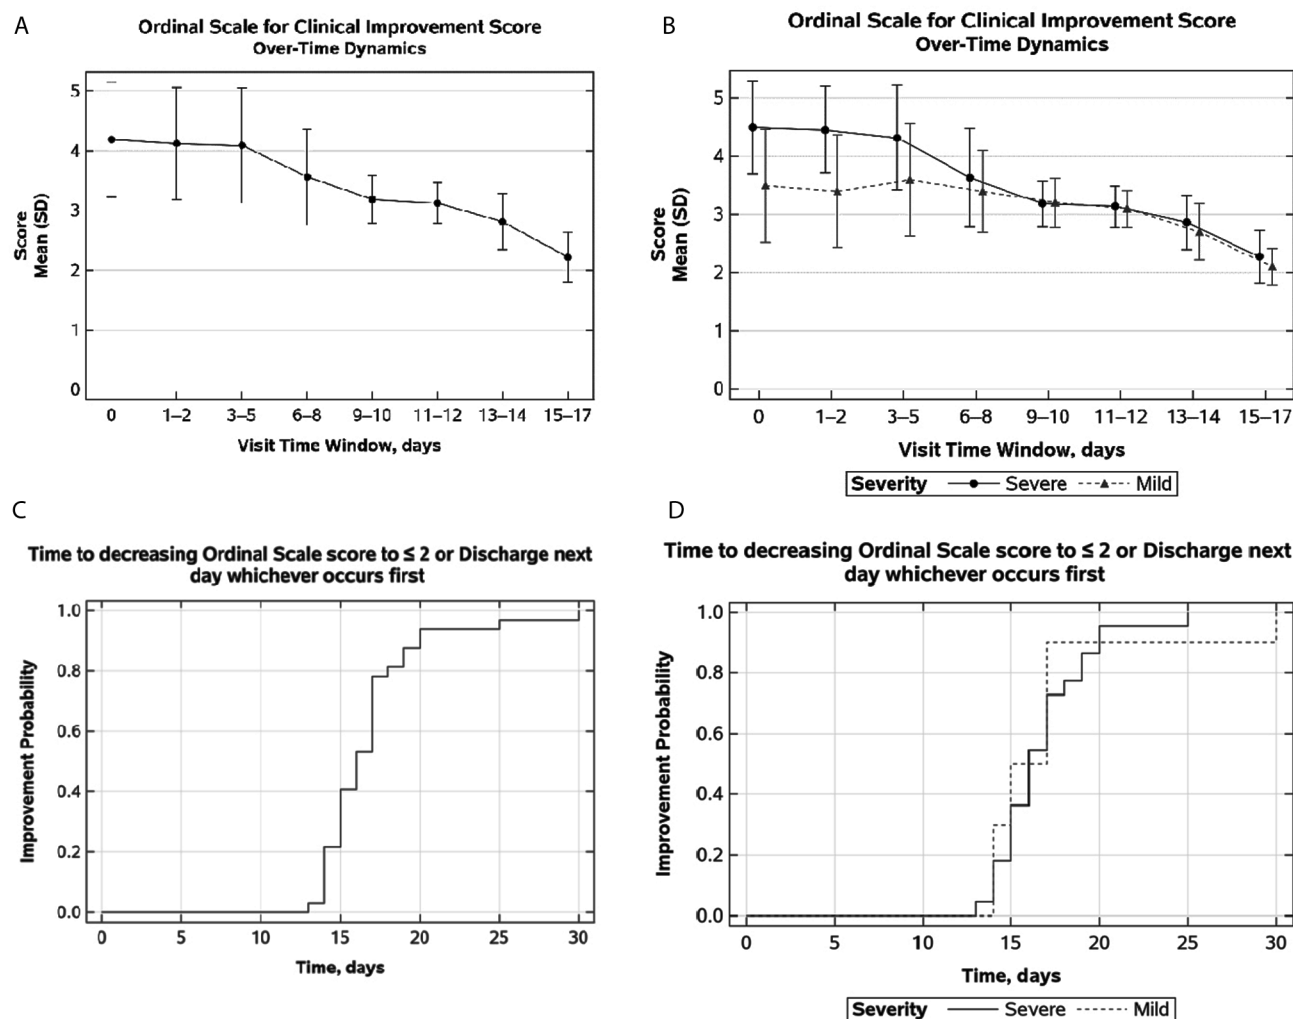 A
Ordinal Scale for Clinical Improvement Score
Over-Time Dynamics
Score
Mean (SD)
5
4
3
2
1
0
0 1–2 3–5 6–8 9–10 11–12 13–14 15–17
Visit Time Window, days
B
Ordinal Scale for Clinical Improvement Score
Over-Time Dynamics
Score
Mean (SD)
5
4
3
2
1
0
0 1–2 3–5 6–8 9–10 11–12 13–14 15–17
Visit Time Window, days
Severity Severe Mild
C
Time to decreasing Ordinal Scale score to ≤ 2 or Discharge next
day whichever occurs first
Improvement Probability
1.0
0.8
0.6
0.4
0.2
0.0
0 5 10 15 20 25 30
Time, days
D
Time to decreasing Ordinal Scale score to ≤ 2 or Discharge next
day whichever occurs first
Improvement Probability
1.0
0.8
0.6
0.4
0.2
0.0
0 5 10 15 20 25 30
Time, days
Severity Severe Mild